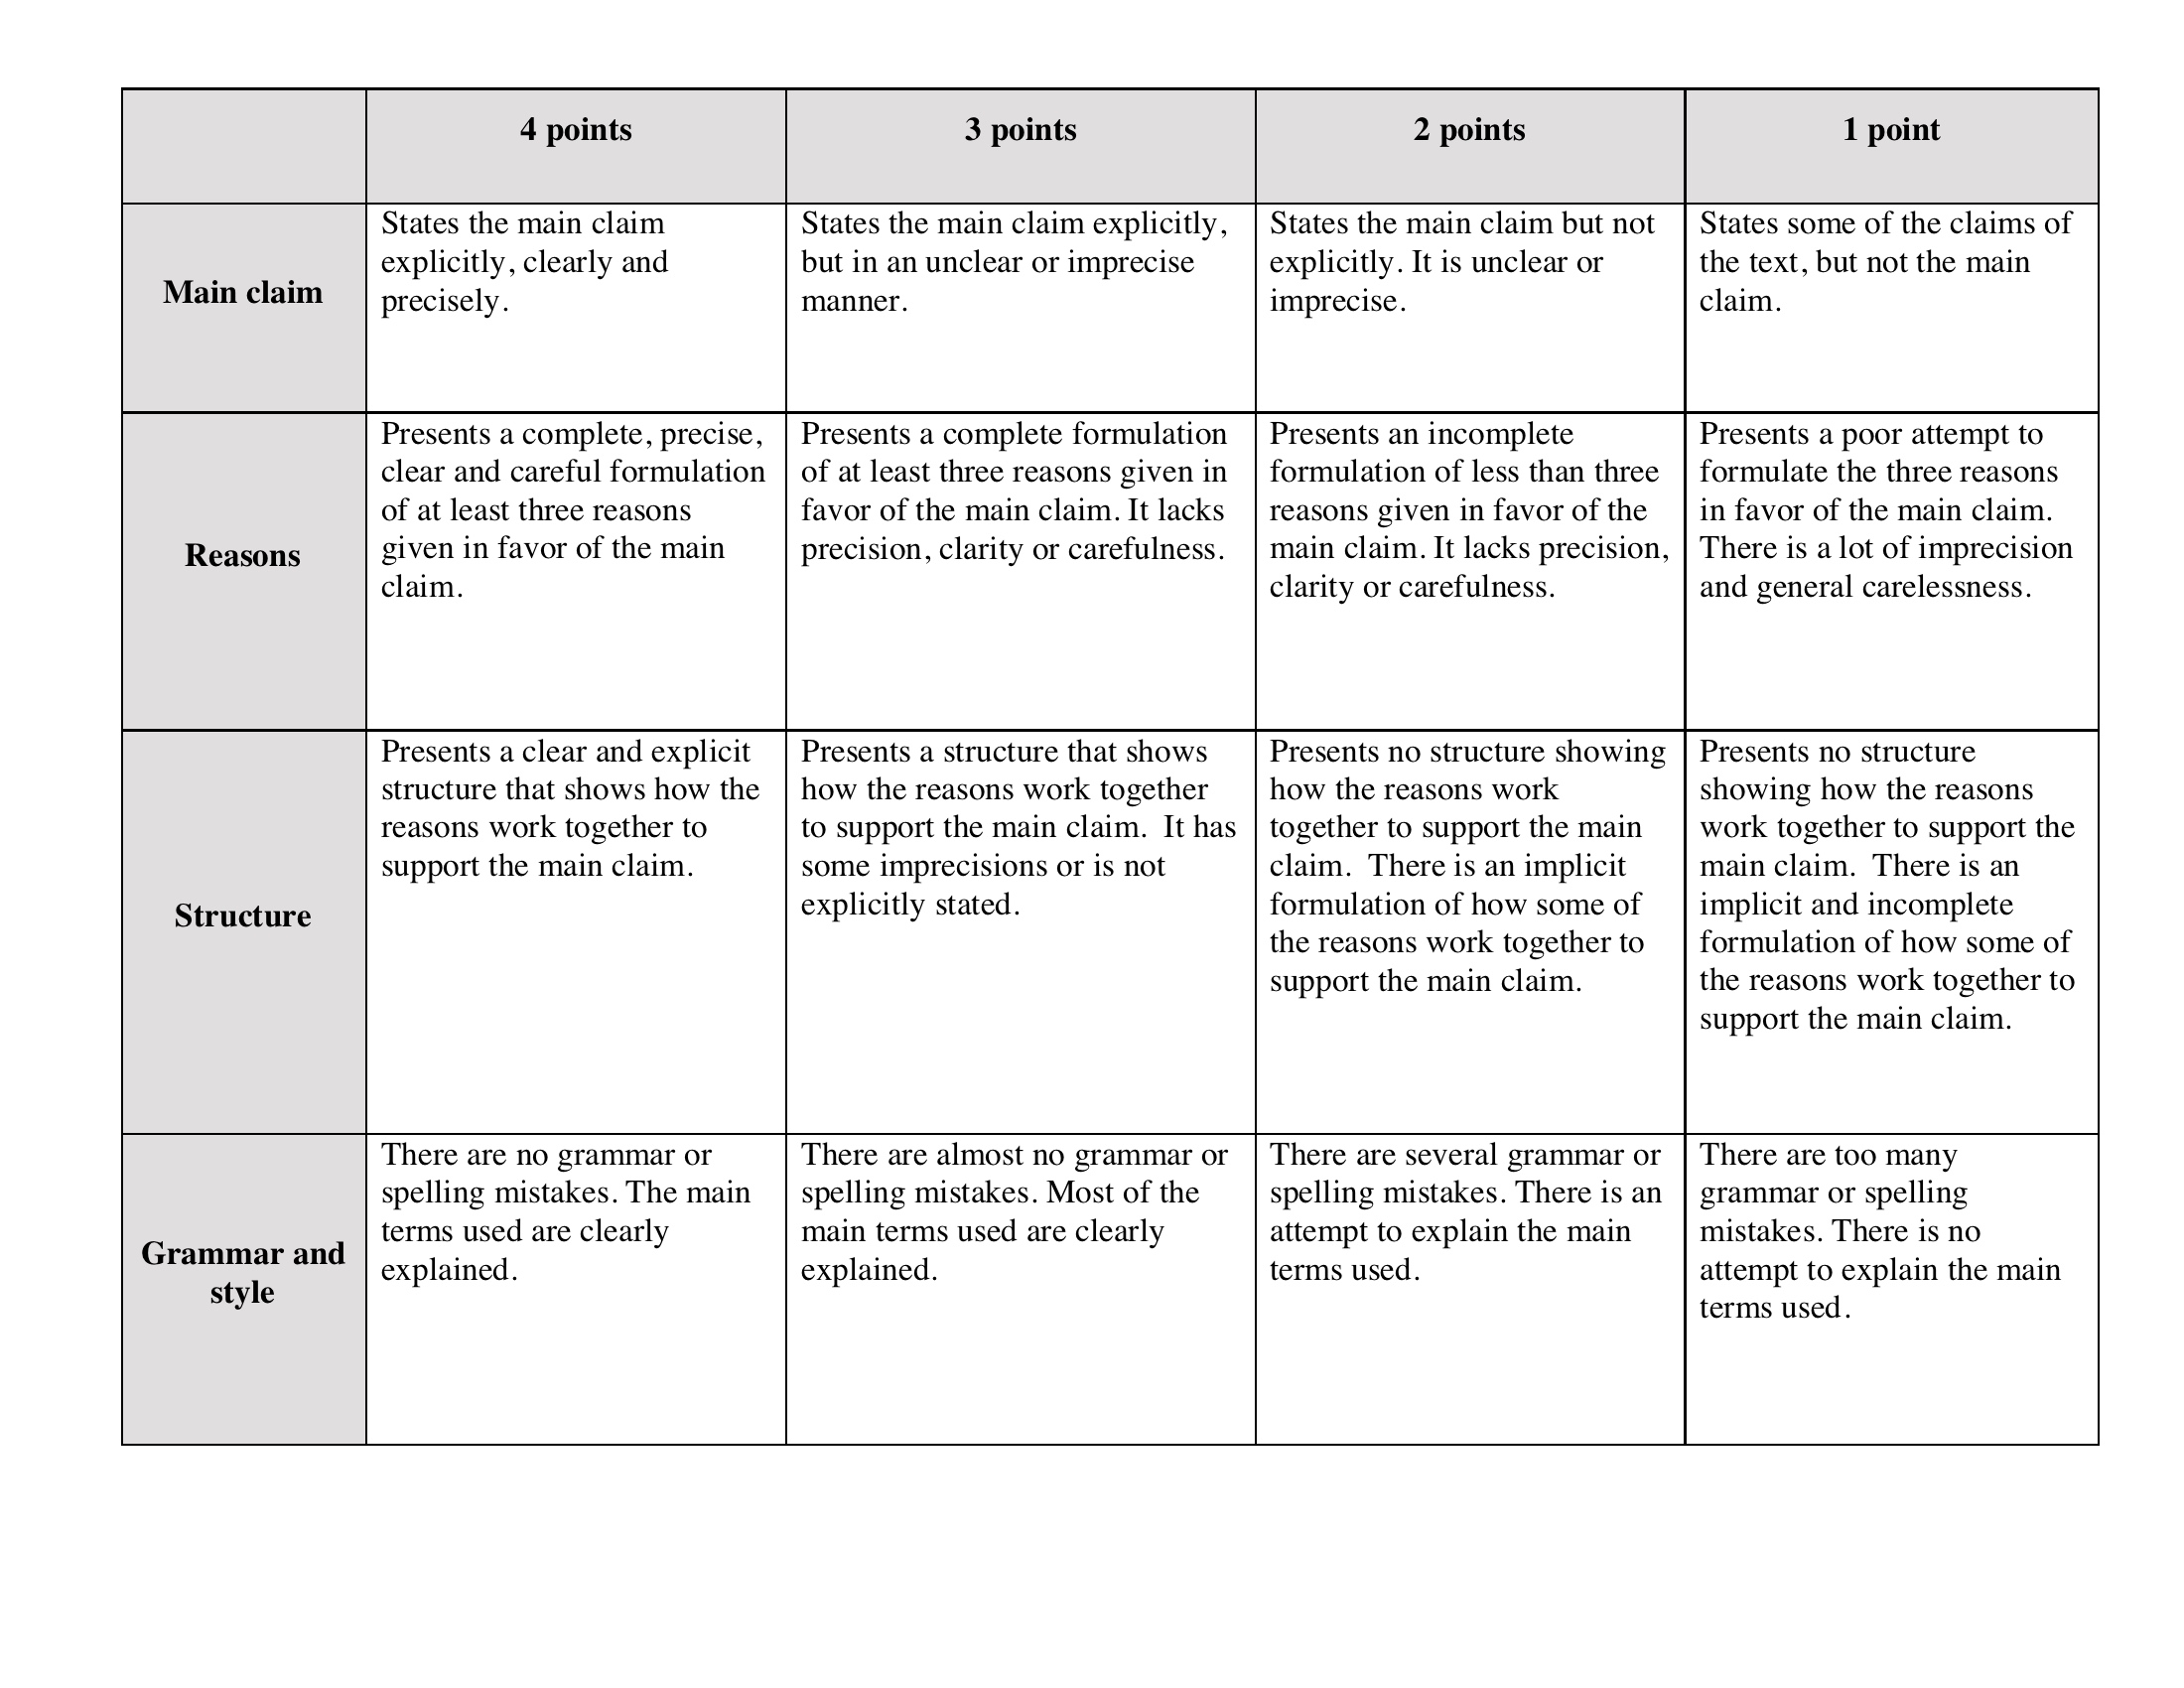 4 points
3 points
2 points
1 point
Main claim
States the main claim
explicitly, clearly and
precisely.
States the main claim explicitly,
but in an unclear or imprecise
manner.
States the main claim but not
explicitly. It is unclear or
imprecise.
States some of the claims of
the text, but not the main
claim.
Reasons
Presents a complete, precise,
clear and careful formulation
of at least three reasons
given in favor of the main
claim.
Presents a complete formulation
of at least three reasons given in
favor of the main claim. It lacks
precision, clarity or carefulness.
Presents an incomplete
formulation of less than three
reasons given in favor of the
main claim. It lacks precision,
clarity or carefulness.
Presents a poor attempt to
formulate the three reasons
in favor of the main claim.
There is a lot of imprecision
and general carelessness.
Structure
Presents a clear and explicit
structure that shows how the
reasons work together to
support the main claim.
Presents a structure that shows
how the reasons work together
to support the main claim.  It has
some imprecisions or is not
explicitly stated.
Presents no structure showing
how the reasons work
together to support the main
claim.  There is an implicit
formulation of how some of
the reasons work together to
support the main claim.
Presents no structure
showing how the reasons
work together to support the
main claim.  There is an
implicit and incomplete
formulation of how some of
the reasons work together to
support the main claim.
Grammar and
style
There are no grammar or
spelling mistakes. The main
terms used are clearly
explained.
There are almost no grammar or
spelling mistakes. Most of the
main terms used are clearly
explained.
There are several grammar or
spelling mistakes. There is an
attempt to explain the main
terms used.
There are too many
grammar or spelling
mistakes. There is no
attempt to explain the main
terms used.